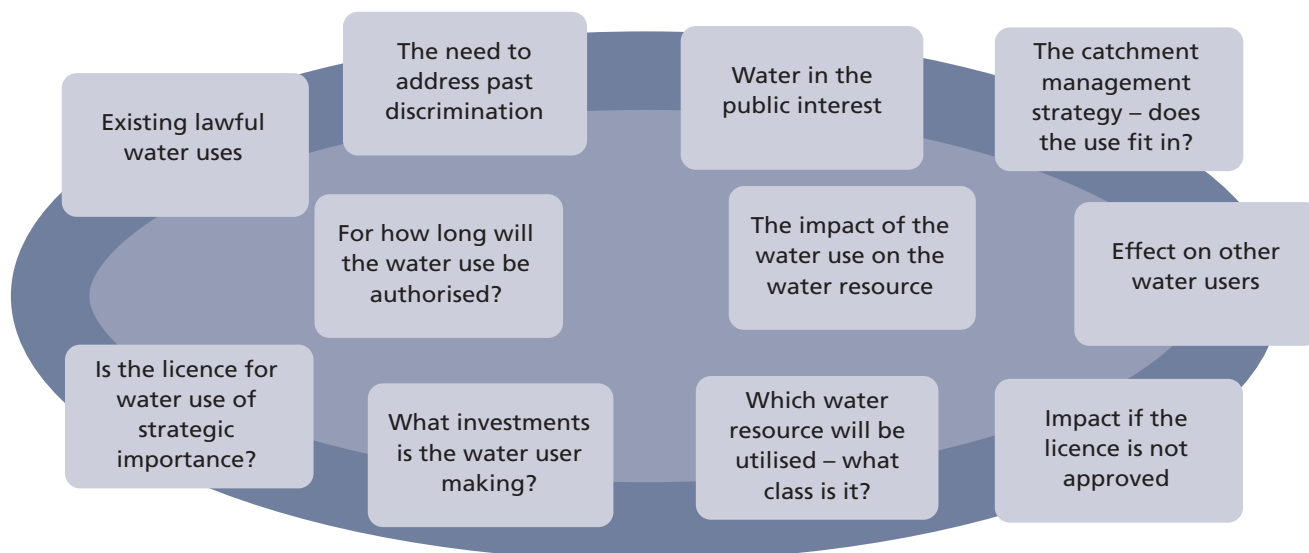 Existing lawful
water uses
The need to
address past
discrimination
Water in the
public interest
The catchment
management
strategy – does
the use fit in?
For how long will
the water use be
authorised?
The impact of the
water use on the
water resource
Effect on other
water users
Is the licence for
water use of
strategic
importance?
What investments
is the water user
making?
Which water
resource will be
utilised – what
class is it?
Impact if the
licence is not
approved